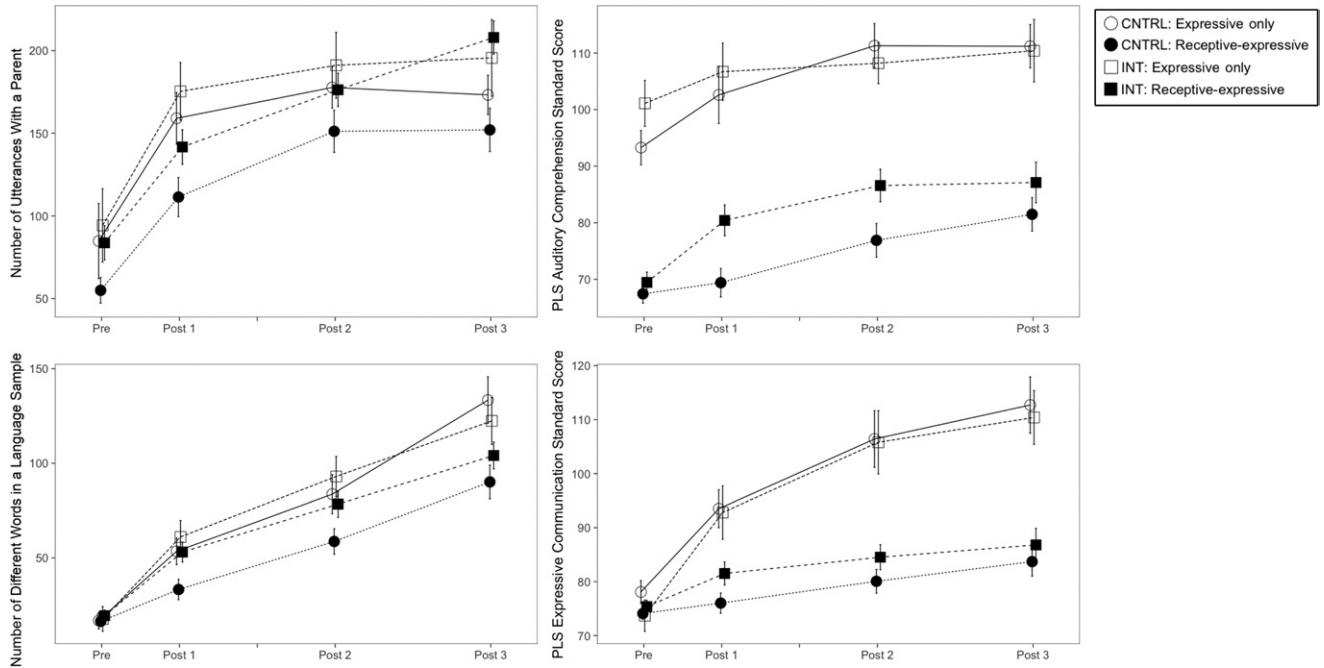 Number of Utterances With a Parent
200
150
100
50
Pre
Post 1
Post 2
Post 3
PLS Auditory Comprehension Standard Score
110
100
90
80
70
Pre
Post 1
Post 2
Post 3
CNTRL: Expressive only
CNTRL: Receptive-expressive
INT: Expressive only
INT: Receptive-expressive
Number of Different Words in a Language Sample
150
100
50
Pre
Post 1
Post 2
Post 3
PLS Expressive Communication Standard Score
120
110
100
90
80
70
Pre
Post 1
Post 2
Post 3